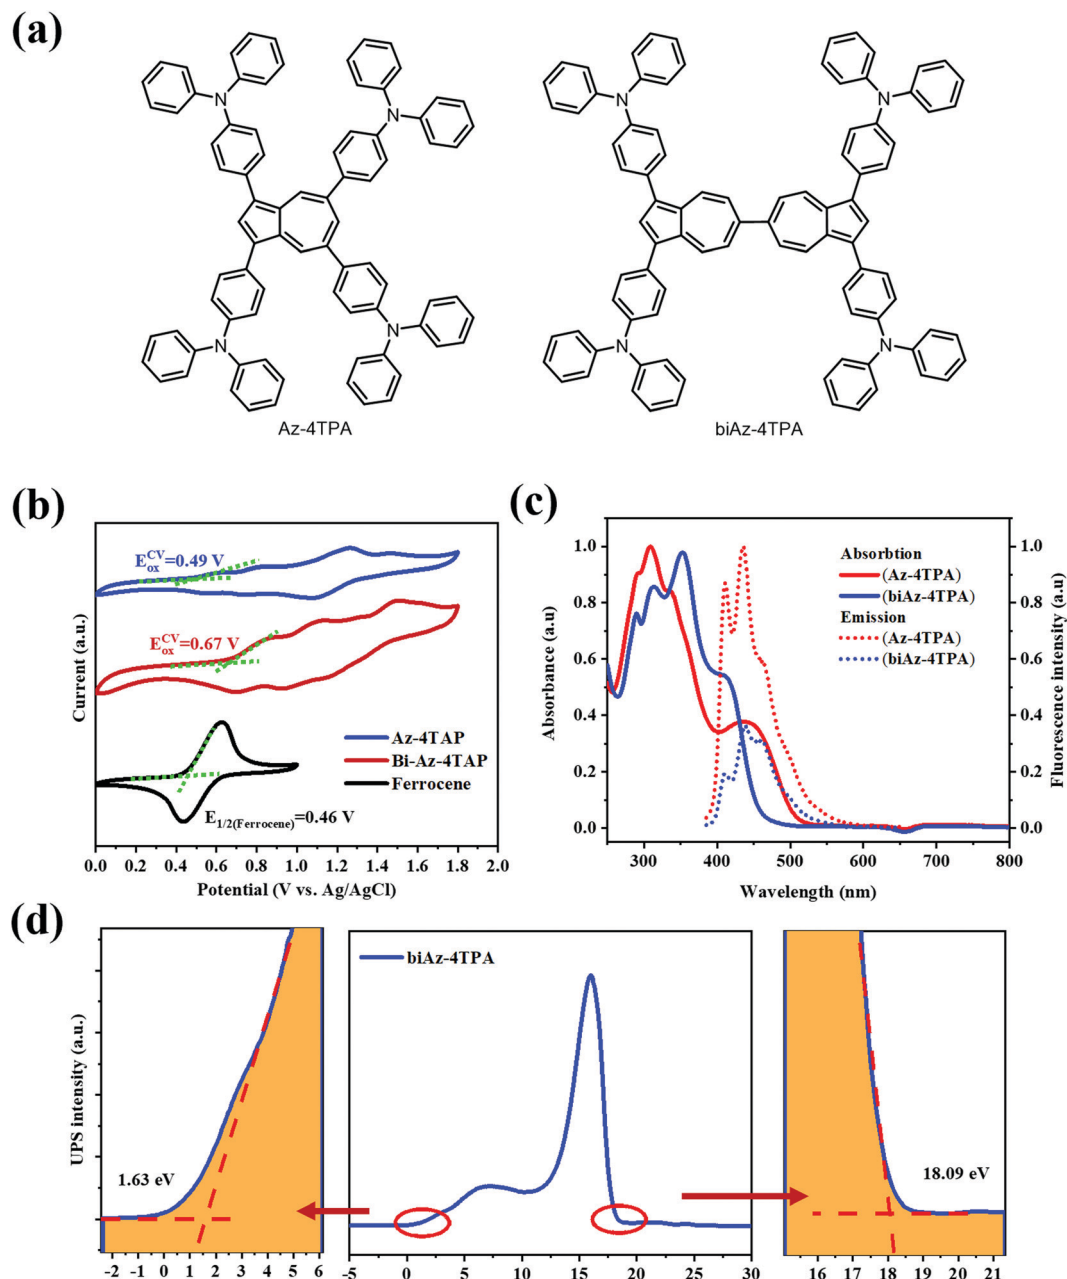 (a)
N
N
N
N
Az-4TPA
N
N
N
N
biAz-4TPA
(b)
E_ox^CV=0.49 V
E_ox^CV=0.67 V
Az-4TAP
Bi-Az-4TAP
Ferrocene
E_1/2(Ferrocene)=0.46 V
Current (a.u.)
0.0 0.2 0.4 0.6 0.8 1.0 1.2 1.4 1.6 1.8 2.0
Potential (V vs. Ag/AgCl)
(c)
Absorbtion
(Az-4TPA)
(biAz-4TPA)
Emission
(Az-4TPA)
(biAz-4TPA)
1.0
0.8
0.6
0.4
0.2
0.0
Absorbance (a.u)
1.0
0.8
0.6
0.4
0.2
0.0
Fluorescence intensity (a.u)
300 400 500 600 700 800
Wavelength (nm)
(d)
UPS intensity (a.u.)
1.63 eV
-2 -1 0 1 2 3 4 5 6
biAz-4TPA
-5 0 5 10 15 20 25 30
18.09 eV
16 17 18 19 20 21